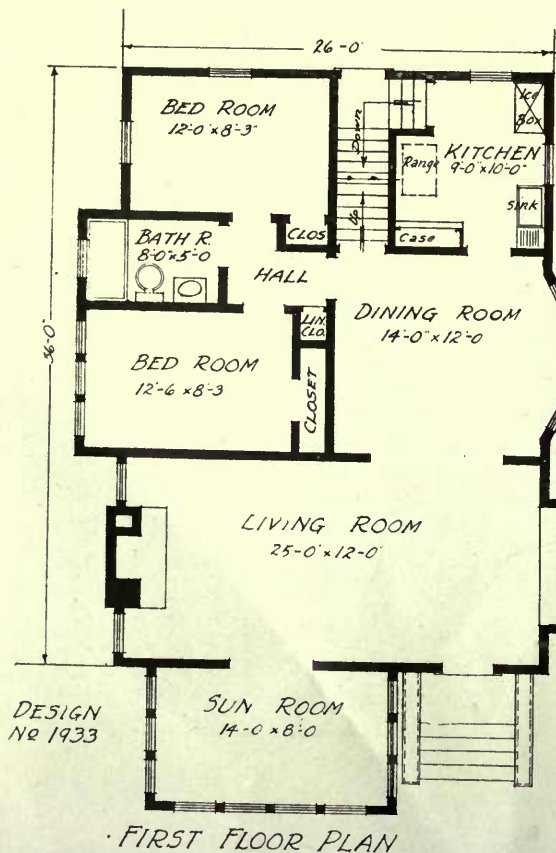 26-0
BED ROOM
12-0 x 8-3
Down
Up
Ice
Box
Range
KITCHEN
9-0 x 10-0
Sink
Case
BATH R.
8-0 x 5-0
CLOS
HALL
36-0
LIN.
CLO.
DINING ROOM
14-0 x 12-0
BED ROOM
12-6 x 8-3
CLOSET
LIVING ROOM
25-0 x 12-0
DESIGN
Nº 1933
SUN ROOM
14-0 x 8-0
FIRST FLOOR PLAN